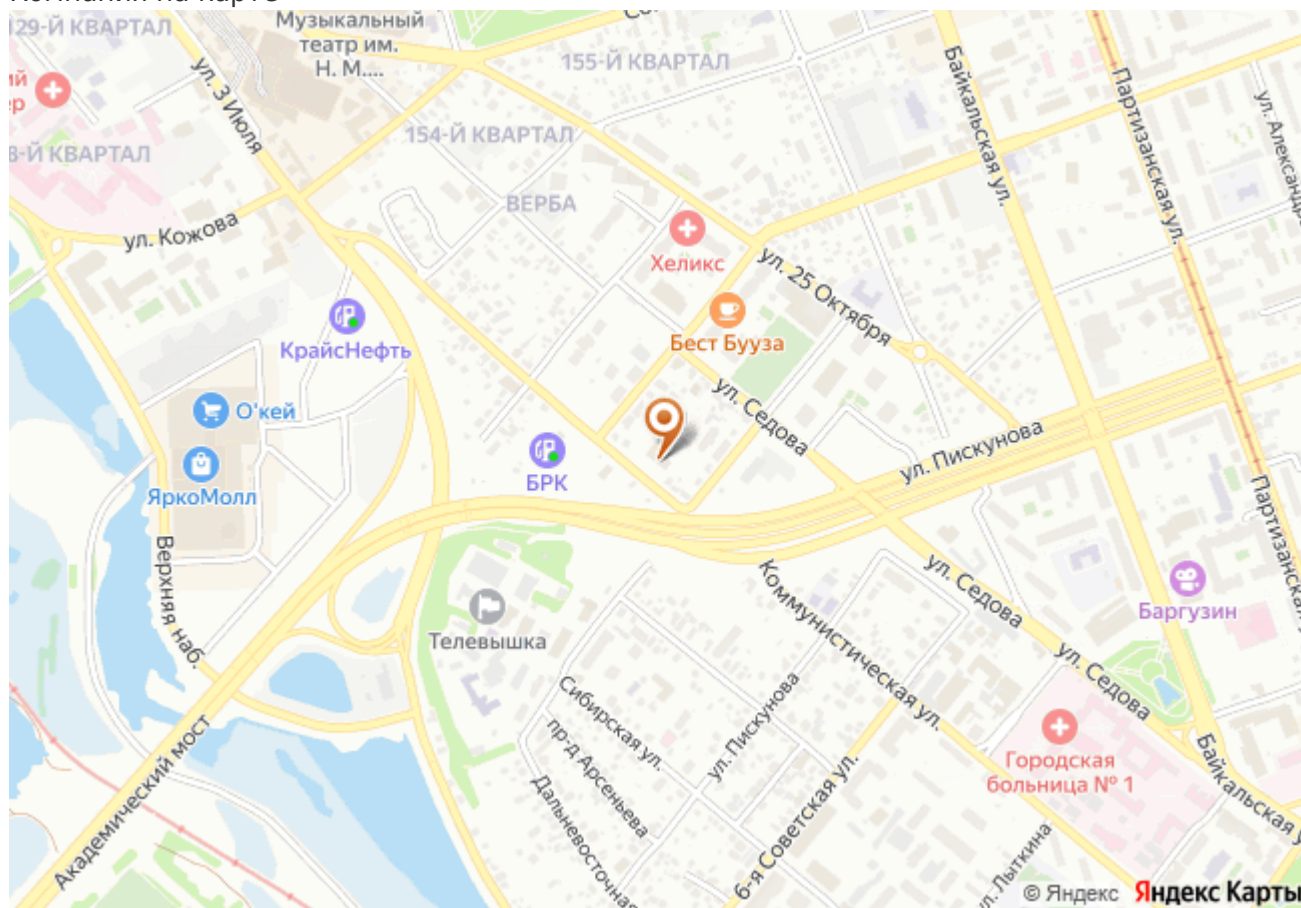 129-Й КВАРТАЛ
Музыкальный
театр им.
Н. М....
155-Й КВАРТАЛ
ул. 3 Июля
154-Й КВАРТАЛ
Байкальская ул.
Партизанская ул.
ВЕРБА
ул. Кожова
Хеликс
ул. 25 Октября
Бест Бууза
КрайсНефть
О'кей
ул. Седова
ул. Пискунова
БРК
ЯркоМолл
Партизанская
Верхняя наб.
ул. Седова
Коммунистическая ул.
Баргузин
Телевышка
ул. Седова
Сибирская ул.
ул. Пискунова
пр-д Арсеньева
Городская
больница № 1
Байкальская
Академический мост
Дальневосточная
6-я Советская ул.
ул. Лыткина
© Яндекс Яндекс Карты